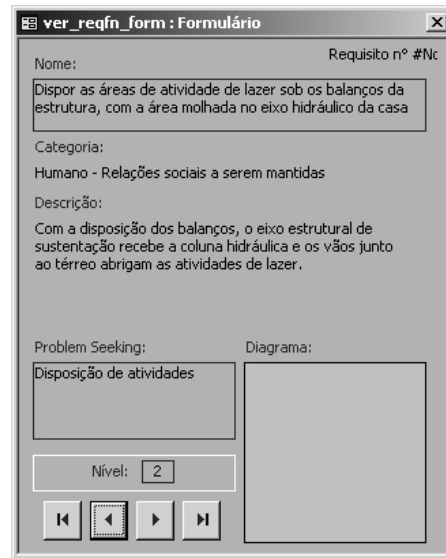 ver_reqfn_form : Formulário
Requisito nº #Nc
Nome:
Dispor as áreas de atividade de lazer sob os balanços da
estrutura, com a área molhada no eixo hidráulico da casa
Categoria:
Humano - Relações sociais a serem mantidas
Descrição:
Com a disposição dos balanços, o eixo estrutural de
sustentação recebe a coluna hidráulica e os vãos junto
ao térreo abrigam as atividades de lazer.
Problem Seeking:
Diagrama:
Disposição de atividades
Nível: 2